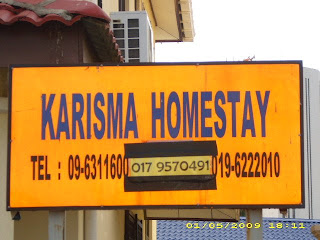 KARISMA HOMESTAY
TEL : 09-6311600 017 9570491 019-6222010
01/05/2009 18:11